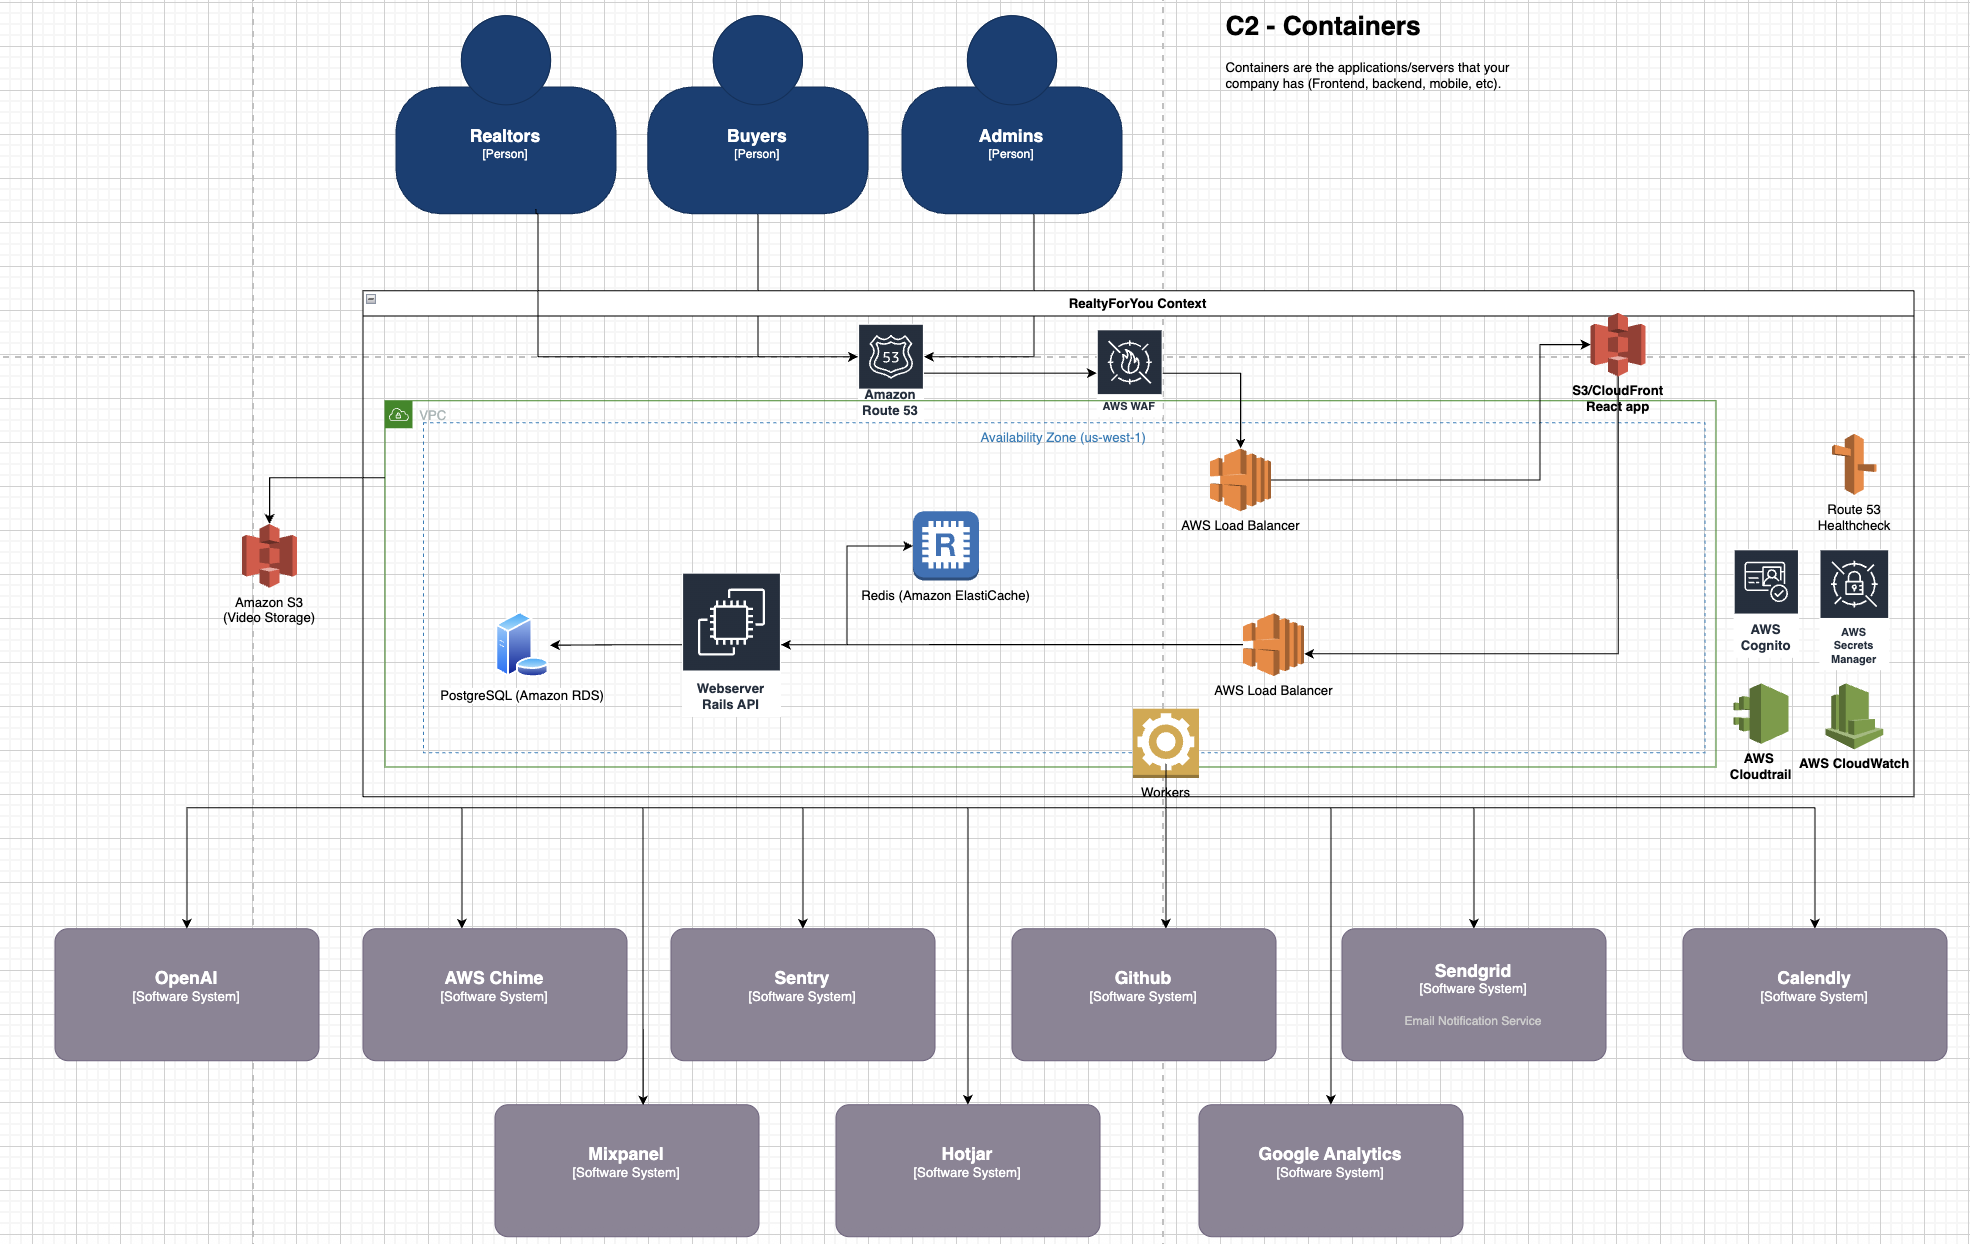 C2 - Containers
Containers are the applications/servers that your
company has (Frontend, backend, mobile, etc).
Realtors
[Person]
Buyers
[Person]
Admins
[Person]
RealtyForYou Context
53
Amazon
Route 53
AWS WAF
S3/CloudFront
React app
VPC
Availability Zone (us-west-1)
AWS Load Balancer
Route 53
Healthcheck
Amazon S3
(Video Storage)
R
Redis (Amazon ElastiCache)
PostgreSQL (Amazon RDS)
Webserver
Rails API
AWS Load Balancer
AWS
Cognito
AWS
Secrets
Manager
AWS
Cloudtrail
AWS CloudWatch
Workers
OpenAI
[Software System]
AWS Chime
[Software System]
Sentry
[Software System]
Github
[Software System]
Sendgrid
[Software System]
Email Notification Service
Calendly
[Software System]
Mixpanel
[Software System]
Hotjar
[Software System]
Google Analytics
[Software System]